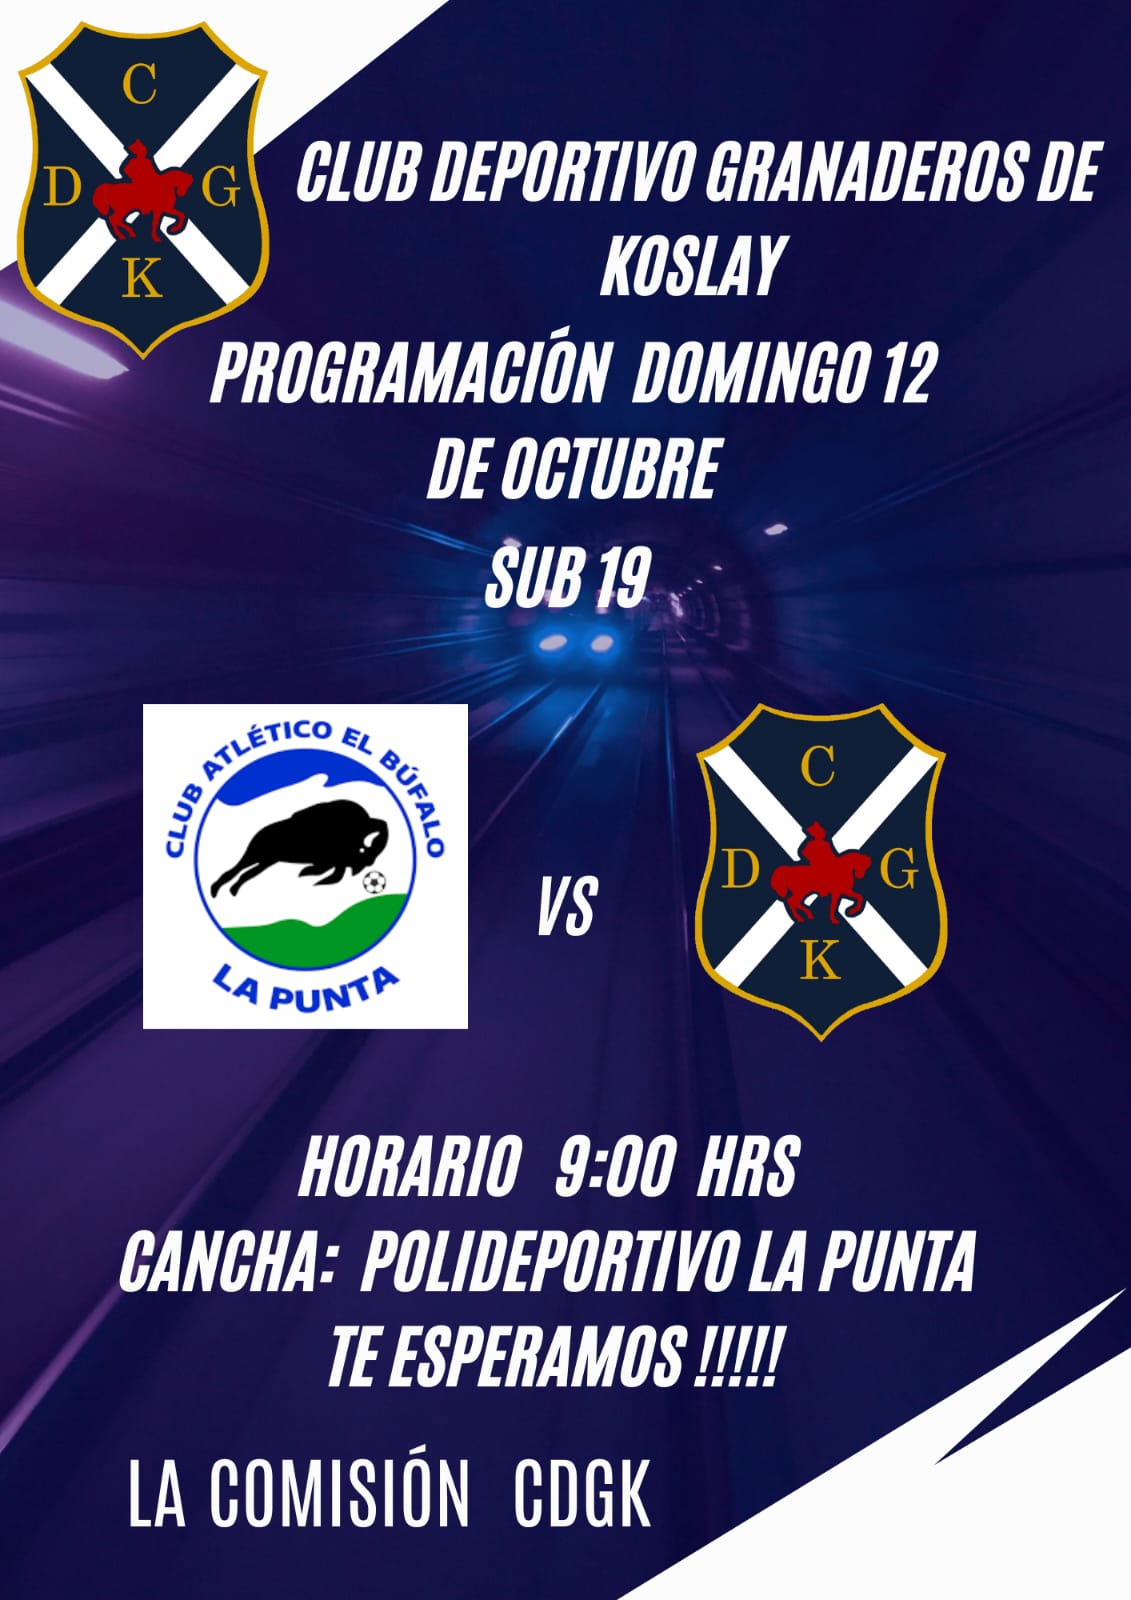 C
D G
K
CLUB DEPORTIVO GRANADEROS DE
KOSLAY
PROGRAMACIÓN DOMINGO 12
DE OCTUBRE
SUB 19
CLUB ATLÉTICO EL BÚFALO
LA PUNTA
VS
C
D G
K
HORARIO 9:00 HRS
CANCHA: POLIDEPORTIVO LA PUNTA
TE ESPERAMOS !!!!!
LA COMISIÓN CDGK